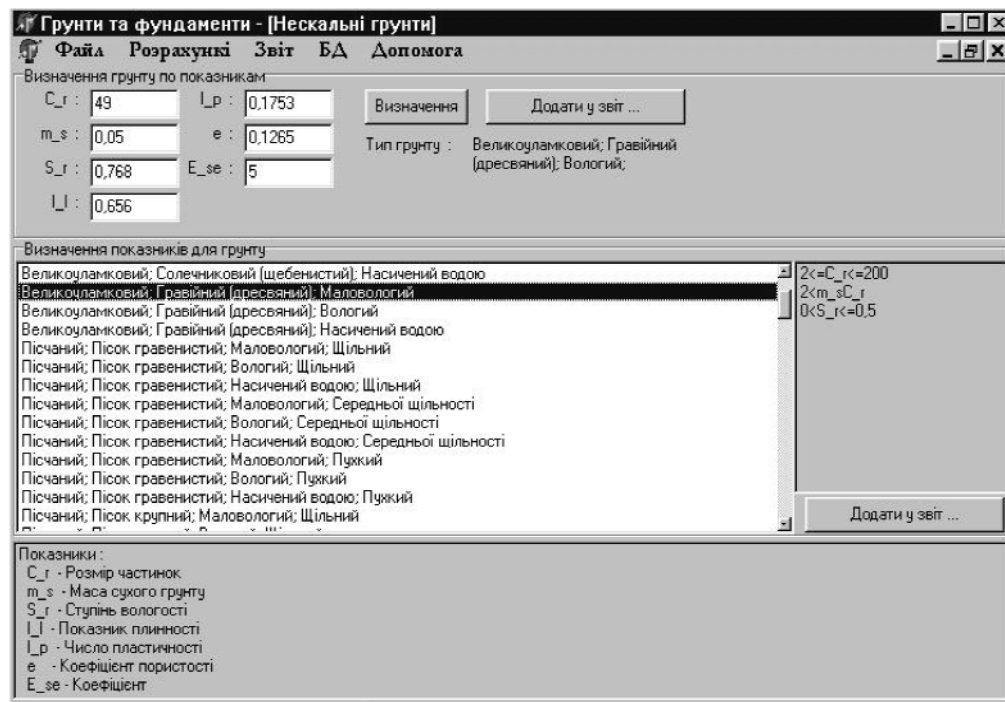 Грунти та фундаменти - [Нескальні грунти]
Файл Розрахункі Звіт БД Допомога
Визначення грунту по показникам
C_r : 49 I_p : 0,1753 Визначення Додати у звіт ...
m_s : 0,05 e : 0,1265
Тип грунту : Великоуламковий; Гравійний
(дресвяний); Вологий;
S_r : 0,768 E_se : 5
I_l : 0,656
Визначення показників для грунту
Великоуламковий; Солечниковий (щебенистий); Насичений водою
Великоуламковий; Гравійний (дресвяний); Маловологий
Великоуламковий; Гравійний (дресвяний); Вологий
Великоуламковий; Гравійний (дресвяний); Насичений водою
Пісчаний; Пісок гравенистий; Маловологий; Щільний
Пісчаний; Пісок гравенистий; Вологий; Щільний
Пісчаний; Пісок гравенистий; Насичений водою; Щільний
Пісчаний; Пісок гравенистий; Маловологий; Середньої щільності
Пісчаний; Пісок гравенистий; Вологий; Середньої щільності
Пісчаний; Пісок гравенистий; Насичений водою; Середньої щільності
Пісчаний; Пісок гравенистий; Маловологий; Пухкий
Пісчаний; Пісок гравенистий; Вологий; Пухкий
Пісчаний; Пісок гравенистий; Насичений водою; Пухкий
Пісчаний; Пісок крупний; Маловологий; Щільний
2<=C_r<=200
2<m_sC_r
0<S_r<=0,5
Додати у звіт ...
Показники :
C_r - Розмір частинок
m_s - Маса сухого грунту
S_r - Ступінь вологості
I_l - Показник плинності
I_p - Число пластичності
e - Коефіцієнт пористості
E_se - Коефіцієнт